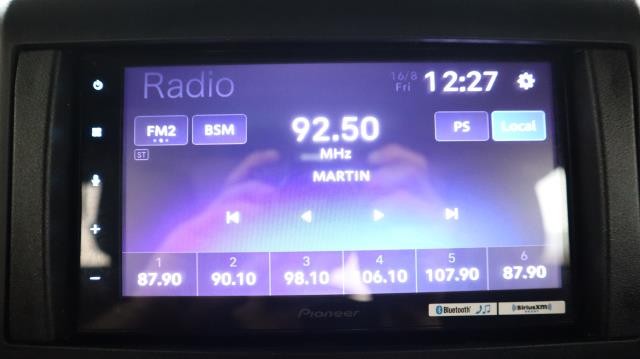 Radio
16/8
Fri
12:27
FM2
BSM
92.50
PS
Local
ST
MHz
MARTIN
1 2 3 4 5 6
87.90 90.10 98.10 106.10 107.90 87.90
Pioneer
Bluetooth
SiriusXM
READY